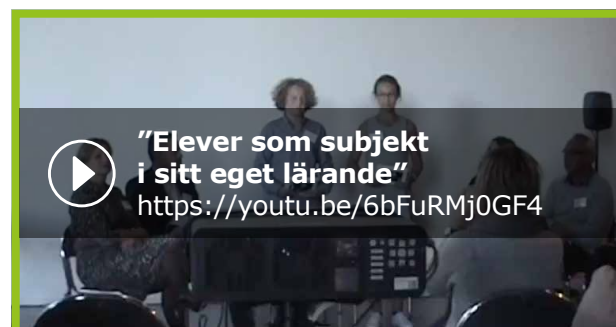 ”Elever som subjekt
i sitt eget lärande”
https://youtu.be/6bFuRMj0GF4